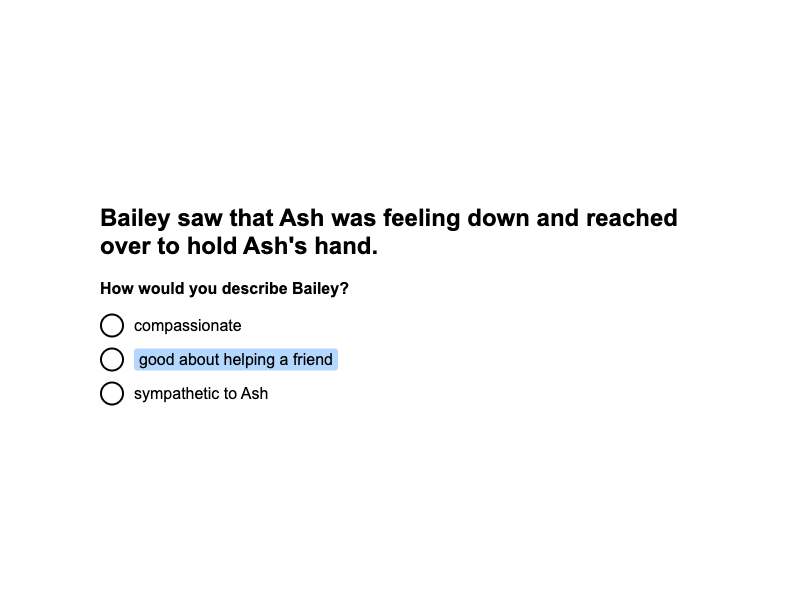 Bailey saw that Ash was feeling down and reached
over to hold Ash's hand.
How would you describe Bailey?
compassionate
good about helping a friend
sympathetic to Ash